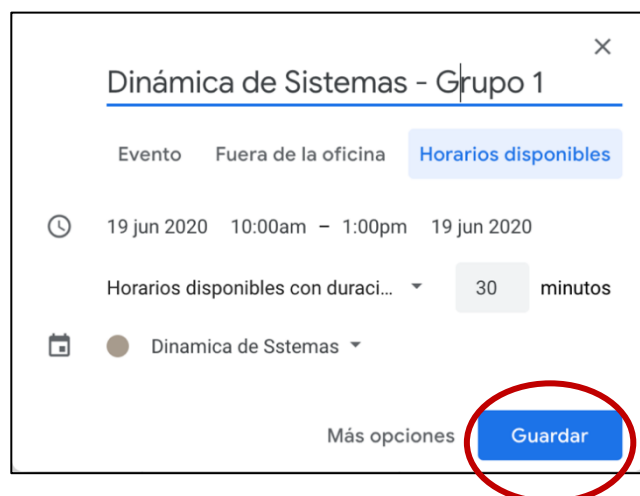 Dinámica de Sistemas - Grupo 1
Evento Fuera de la oficina Horarios disponibles
19 jun 2020 10:00am – 1:00pm 19 jun 2020
Horarios disponibles con duraci... 30 minutos
Dinamica de Sstemas
Más opciones Guardar